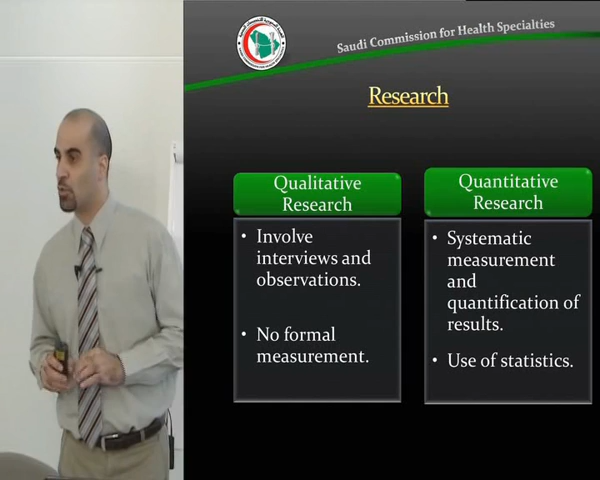 Saudi Commission for Health Specialties
Research
Qualitative
Research
• Involve
interviews and
observations.
• No formal
measurement.
Quantitative
Research
• Systematic
measurement
and
quantification of
results.
• Use of statistics.